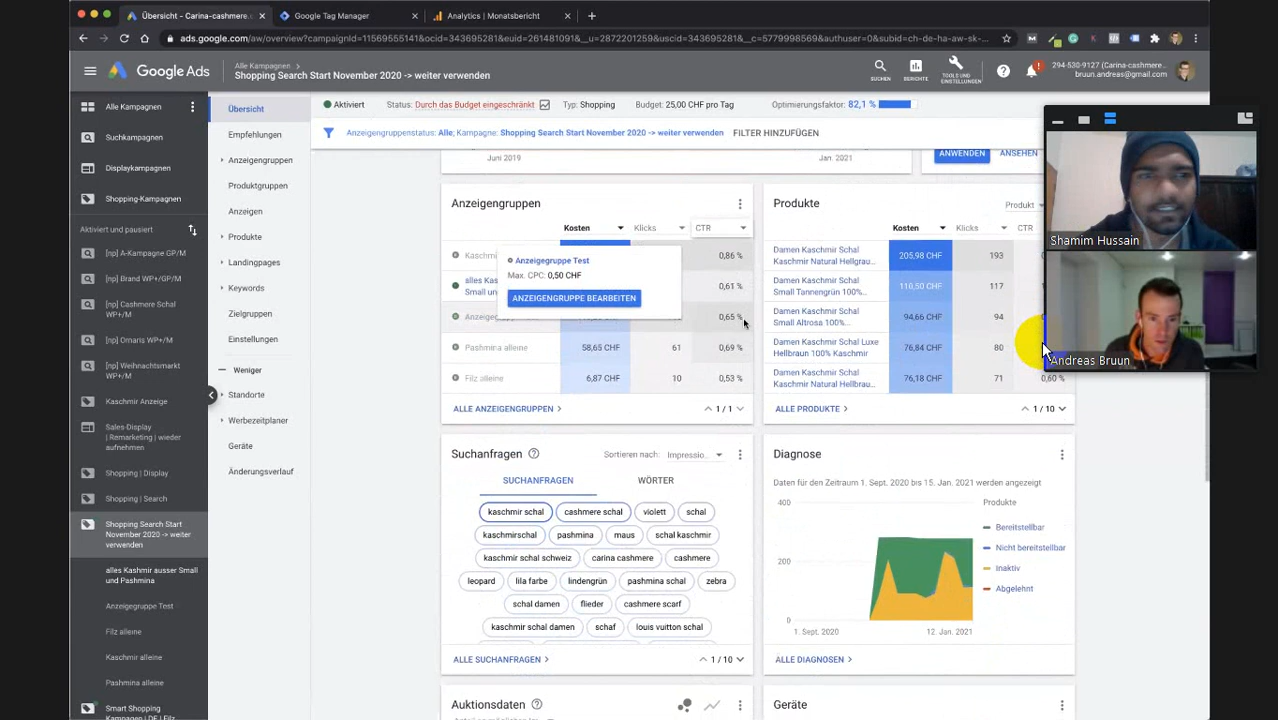 Übersicht – Carina-cashmere.
Google Tag Manager
Analytics | Monatsbericht
ads.google.com/aw/overview?campaignId=11569555141&ocid=343695281&euid=261481091&__u=2872201259&uscid=343695281&__c=5779998569&authuser=0&subid=ch-de-ha-aw-sk-...
Google Ads
Alle Kampagnen
Shopping Search Start November 2020 -> weiter verwenden
SUCHEN
BERICHTE
TOOLS UND
EINSTELLUNGEN
294-530-9127 (Carina-cashmere...
bruun.andreas@gmail.com
Alle Kampagnen
Suchkampagnen
Displaykampagnen
Shopping-Kampagnen
Aktivierte und pausiert
[np] A-Kampagne GP/M
[np] Brand WP+/GP/M
[np] Cashmere Schal
WP+/M
[np] Ornaris WP+/M
[np] Weihnachtsmarkt
WP+/M
Kaschmir Anzeige
Sales-Display
| Remarketing | wieder
aufnehmen
Shopping | Display
Shopping | Search
Shopping Search Start
November 2020 -> weiter
verwenden
alles Kashmir ausser Small
und Pashmina
Anzeigegruppe Test
Filz alleine
Kaschmir alleine
Pashmina alleine
Smart Shopping
Kampagne | DE | Filz
Übersicht
Empfehlungen
Anzeigengruppen
Produktgruppen
Anzeigen
Produkte
Landingpages
Keywords
Zielgruppen
Einstellungen
Weniger
Standorte
Werbezeitplaner
Geräte
Änderungsverlauf
Aktiviert
Status: Durch das Budget eingeschränkt
Typ: Shopping
Budget: 25,00 CHF pro Tag
Optimierungsfaktor: 82,1 %
Anzeigengruppenstatus: Alle; Kampagne: Shopping Search Start November 2020 -> weiter verwenden
FILTER HINZUFÜGEN
Juni 2019
Jan. 2021
ANWENDEN
ANSEHEN
Anzeigengruppen
Kosten
Klicks
CTR
0,86 %
alles Kas
Small un
0,61 %
0,65 %
Pashmina alleine
58,65 CHF
61
0,69 %
Filz alleine
6,87 CHF
10
0,53 %
Anzeigegruppe Test
Max. CPC: 0,50 CHF
ANZEIGENGRUPPE BEARBEITEN
ALLE ANZEIGENGRUPPEN
1 / 1
Produkte
Produkt
Kosten
Klicks
CTR
Damen Kaschmir Schal
Kaschmir Natural Hellgrau...
205,98 CHF
193
Damen Kaschmir Schal
Small Tannengrün 100%...
110,50 CHF
117
Damen Kaschmir Schal
Small Altrosa 100%...
94,66 CHF
94
Damen Kaschmir Schal Luxe
Hellbraun 100% Kaschmir
76,84 CHF
80
Damen Kaschmir Schal
Kaschmir Natural Hellbrau...
76,18 CHF
71
0,60 %
ALLE PRODUKTE
1 / 10
Suchanfragen
Sortieren nach: Impressio...
SUCHANFRAGEN
WÖRTER
kaschmir schal
cashmere schal
violett
schal
kaschmirschal
pashmina
maus
schal kaschmir
kaschmir schal schweiz
carina cashmere
cashmere
leopard
lila farbe
lindengrün
pashmina schal
zebra
schal damen
flieder
cashmere scarf
kaschmir schal damen
schaf
louis vuitton schal
ALLE SUCHANFRAGEN
1 / 10
Diagnose
Daten für den Zeitraum 1. Sept. 2020 bis 15. Jan. 2021 werden angezeigt
400
200
0
1. Sept. 2020
12. Jan. 2021
Produkte
Bereitstellbar
Nicht bereitstellbar
Inaktiv
Abgelehnt
ALLE DIAGNOSEN
Auktionsdaten
Geräte
Shamim Hussain
Andreas Bruun